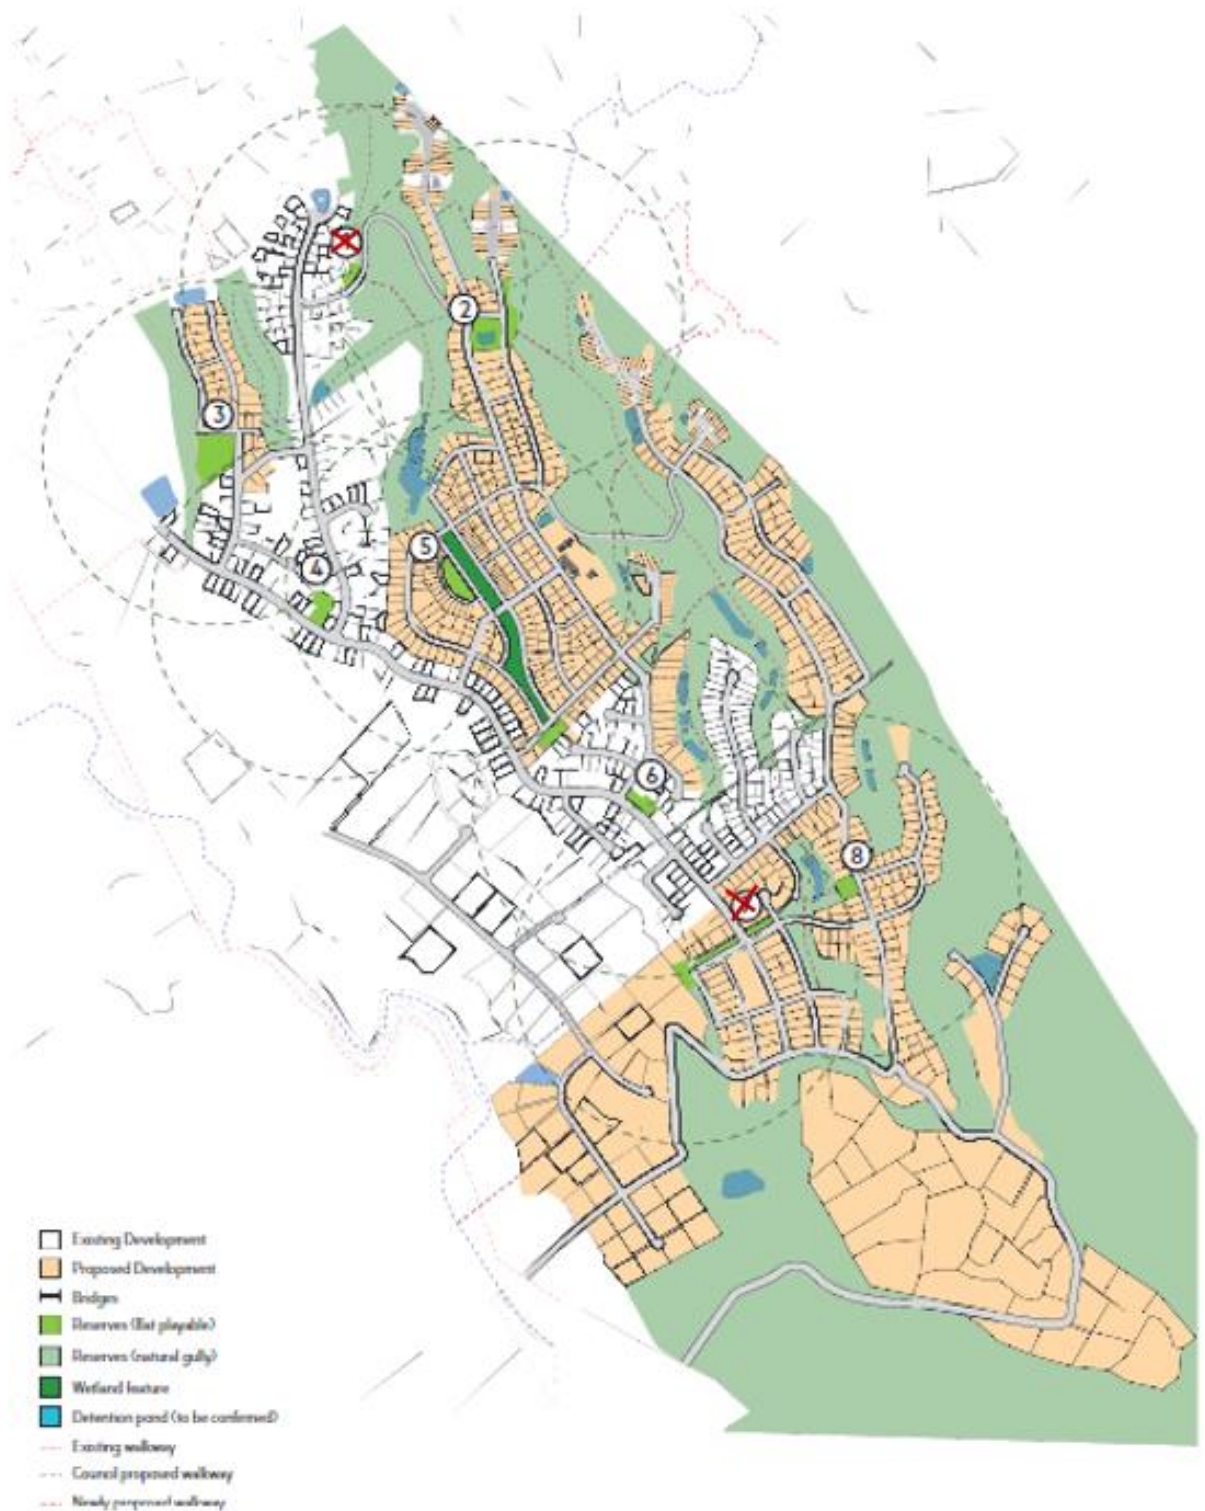 2
3
5
4
6
8
Existing Development
Proposed Development
Bridges
Reserves (flat playable)
Reserves (natural gully)
Wetland feature
Detention pond (to be confirmed)
Existing walkway
Council proposed walkway
Newly proposed walkway